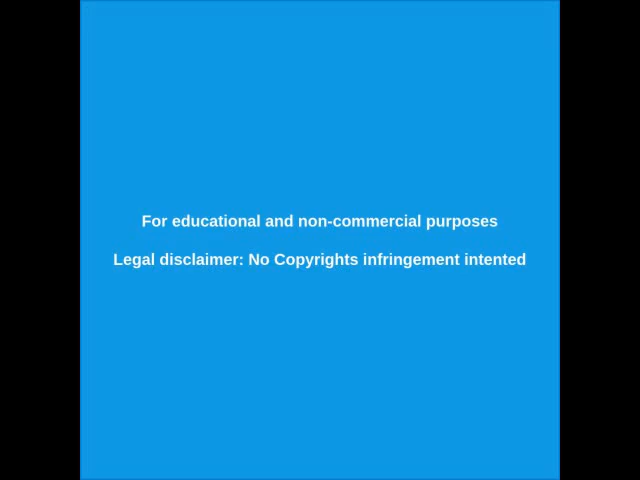 For educational and non-commercial purposes
Legal disclaimer: No Copyrights infringement intented